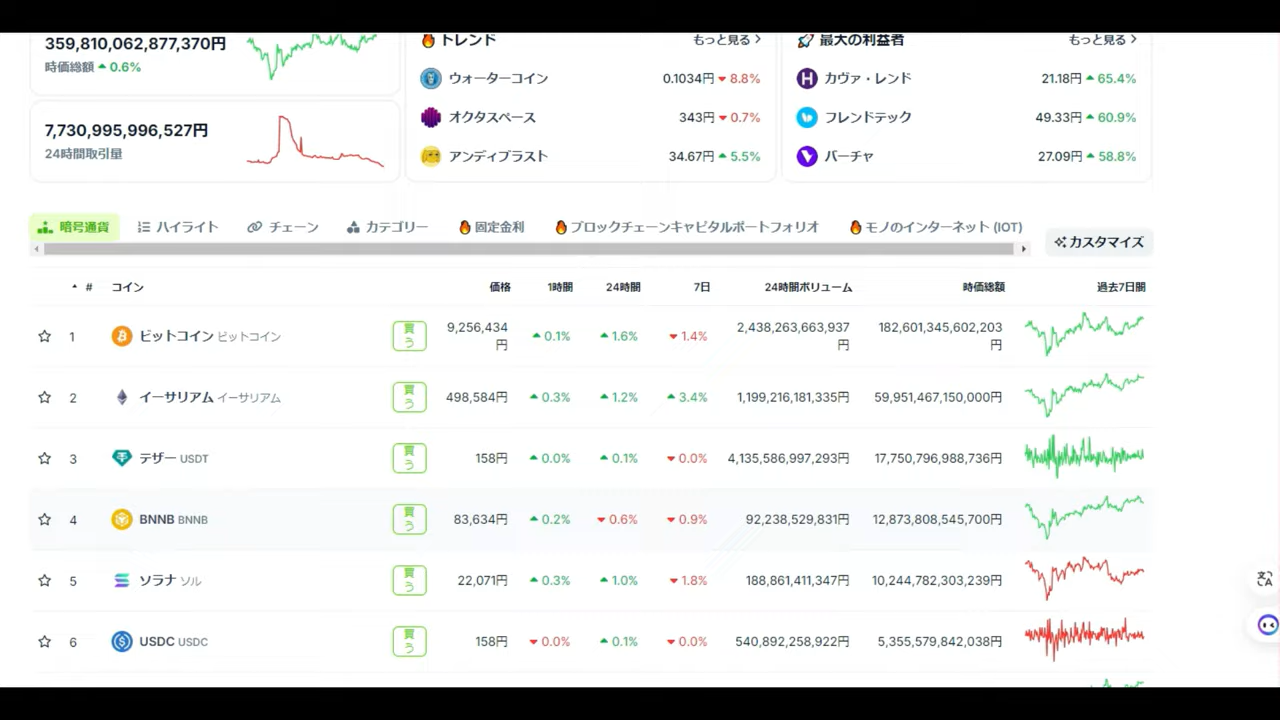 359,810,062,877,370円
時価総額 0.6%
7,730,995,996,527円
24時間取引量
トレンド もっと見る
ウォーターコイン 0.1034円 8.8%
オクタスペース 343円 0.7%
アンディブラスト 34.67円 5.5%
最大の利益者 もっと見る
カヴァ・レンド 21.18円 65.4%
フレンドテック 49.33円 60.9%
バーチャ 27.09円 58.8%
暗号通貨 ハイライト チェーン カテゴリー 固定金利 ブロックチェーンキャピタルポートフォリオ モノのインターネット (IOT) カスタマイズ
# コイン 価格 1時間 24時間 7日 24時間ボリューム 時価総額 過去7日間
1 ビットコイン ビットコイン 買う 9,256,434円 0.1% 1.6% 1.4% 2,438,263,663,937円 182,601,345,602,203円
2 イーサリアム イーサリアム 買う 498,584円 0.3% 1.2% 3.4% 1,199,216,181,335円 59,951,467,150,000円
3 テザー USDT 買う 158円 0.0% 0.1% 0.0% 4,135,586,997,293円 17,750,796,988,736円
4 BNNB BNNB 買う 83,634円 0.2% 0.6% 0.9% 92,238,529,831円 12,873,808,545,700円
5 ソラナ ソル 買う 22,071円 0.3% 1.0% 1.8% 188,861,411,347円 10,244,782,303,239円
6 USDC USDC 買う 158円 0.0% 0.1% 0.0% 540,892,258,922円 5,355,579,842,038円